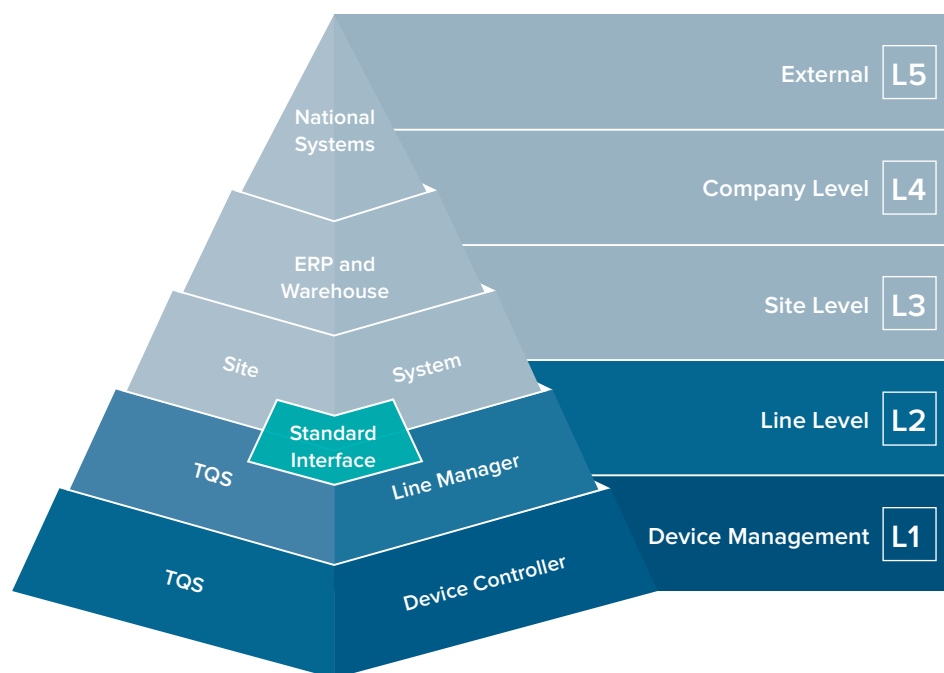 National
Systems
External L5
Company Level L4
ERP and
Warehouse
Site Level L3
Site System
Standard
Interface
Line Level L2
TQS Line Manager
Device Management L1
TQS Device Controller